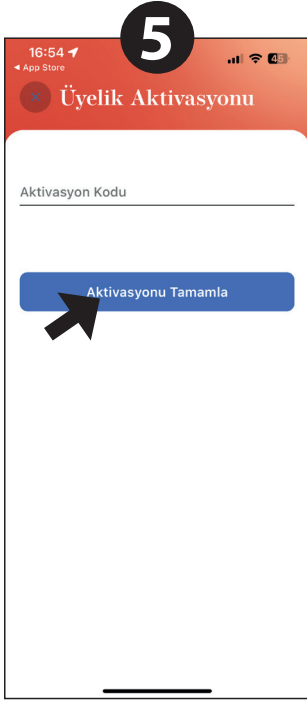 5
16:54
◀ App Store
45
Üyelik Aktivasyonu
Aktivasyon Kodu
Aktivasyonu Tamamla